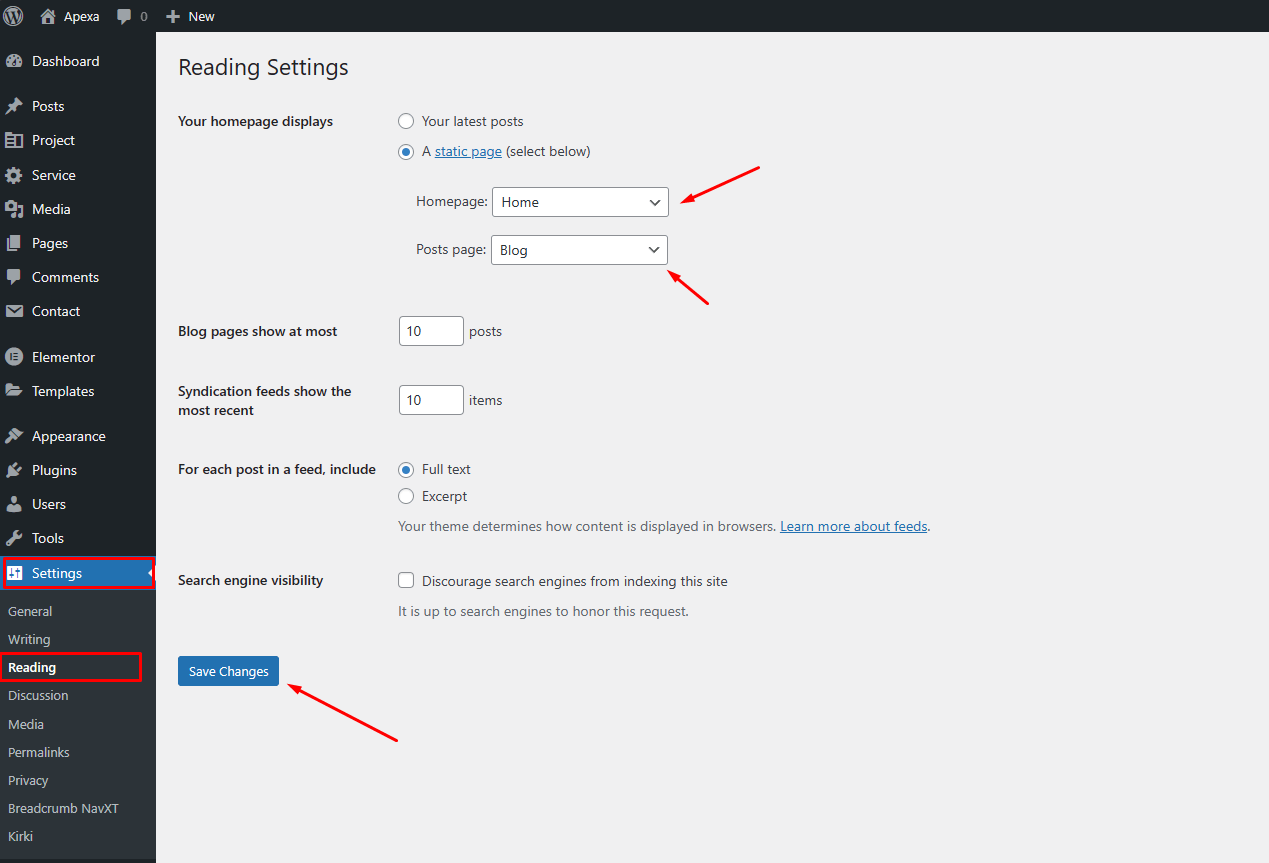 Apexa 0 New
Dashboard
Posts
Project
Service
Media
Pages
Comments
Contact
Elementor
Templates
Appearance
Plugins
Users
Tools
Settings
General
Writing
Reading
Discussion
Media
Permalinks
Privacy
Breadcrumb NavXT
Kirki
Reading Settings
Your homepage displays
Your latest posts
A static page (select below)
Homepage: Home
Posts page: Blog
Blog pages show at most
10 posts
Syndication feeds show the
most recent
10 items
For each post in a feed, include
Full text
Excerpt
Your theme determines how content is displayed in browsers. Learn more about feeds.
Search engine visibility
Discourage search engines from indexing this site
It is up to search engines to honor this request.
Save Changes